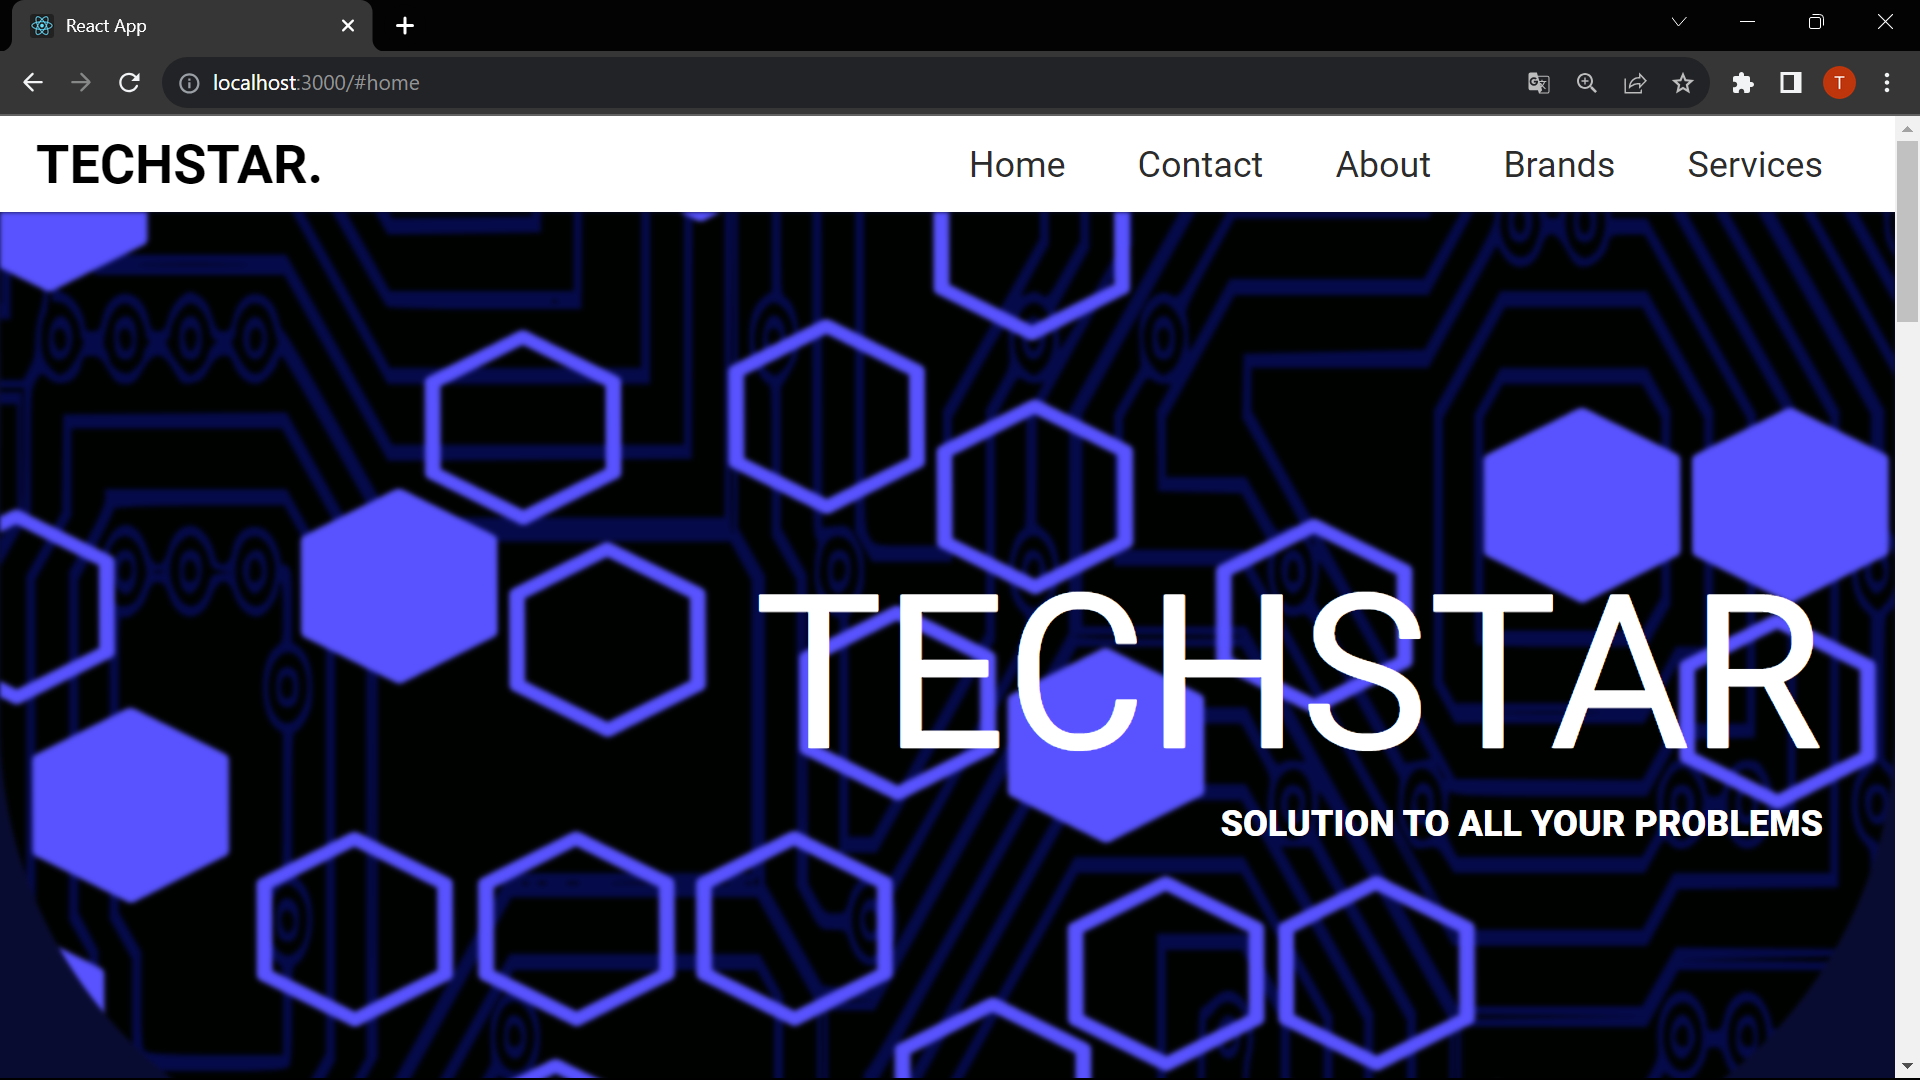 React App
localhost:3000/#home
T
TECHSTAR.
Home Contact About Brands Services
TECHSTAR
SOLUTION TO ALL YOUR PROBLEMS